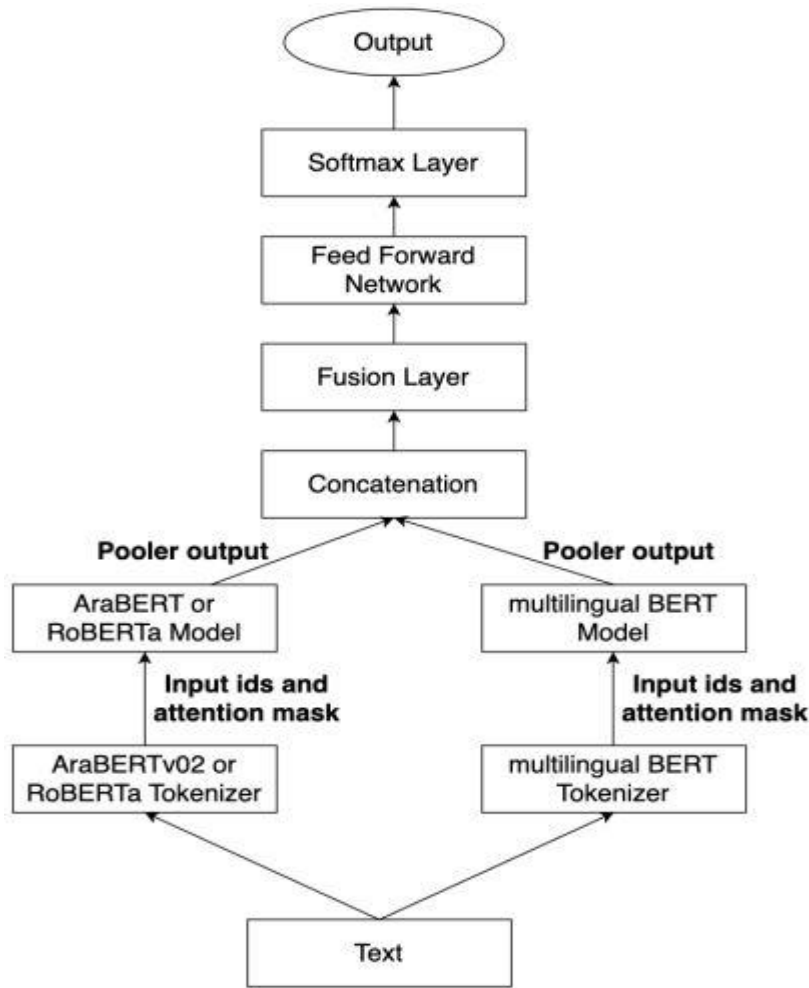 Output
Softmax Layer
Feed Forward
Network
Fusion Layer
Concatenation
Pooler output
Pooler output
AraBERT or
RoBERTa Model
multilingual BERT
Model
Input ids and
attention mask
Input ids and
attention mask
AraBERTv02 or
RoBERTa Tokenizer
multilingual BERT
Tokenizer
Text